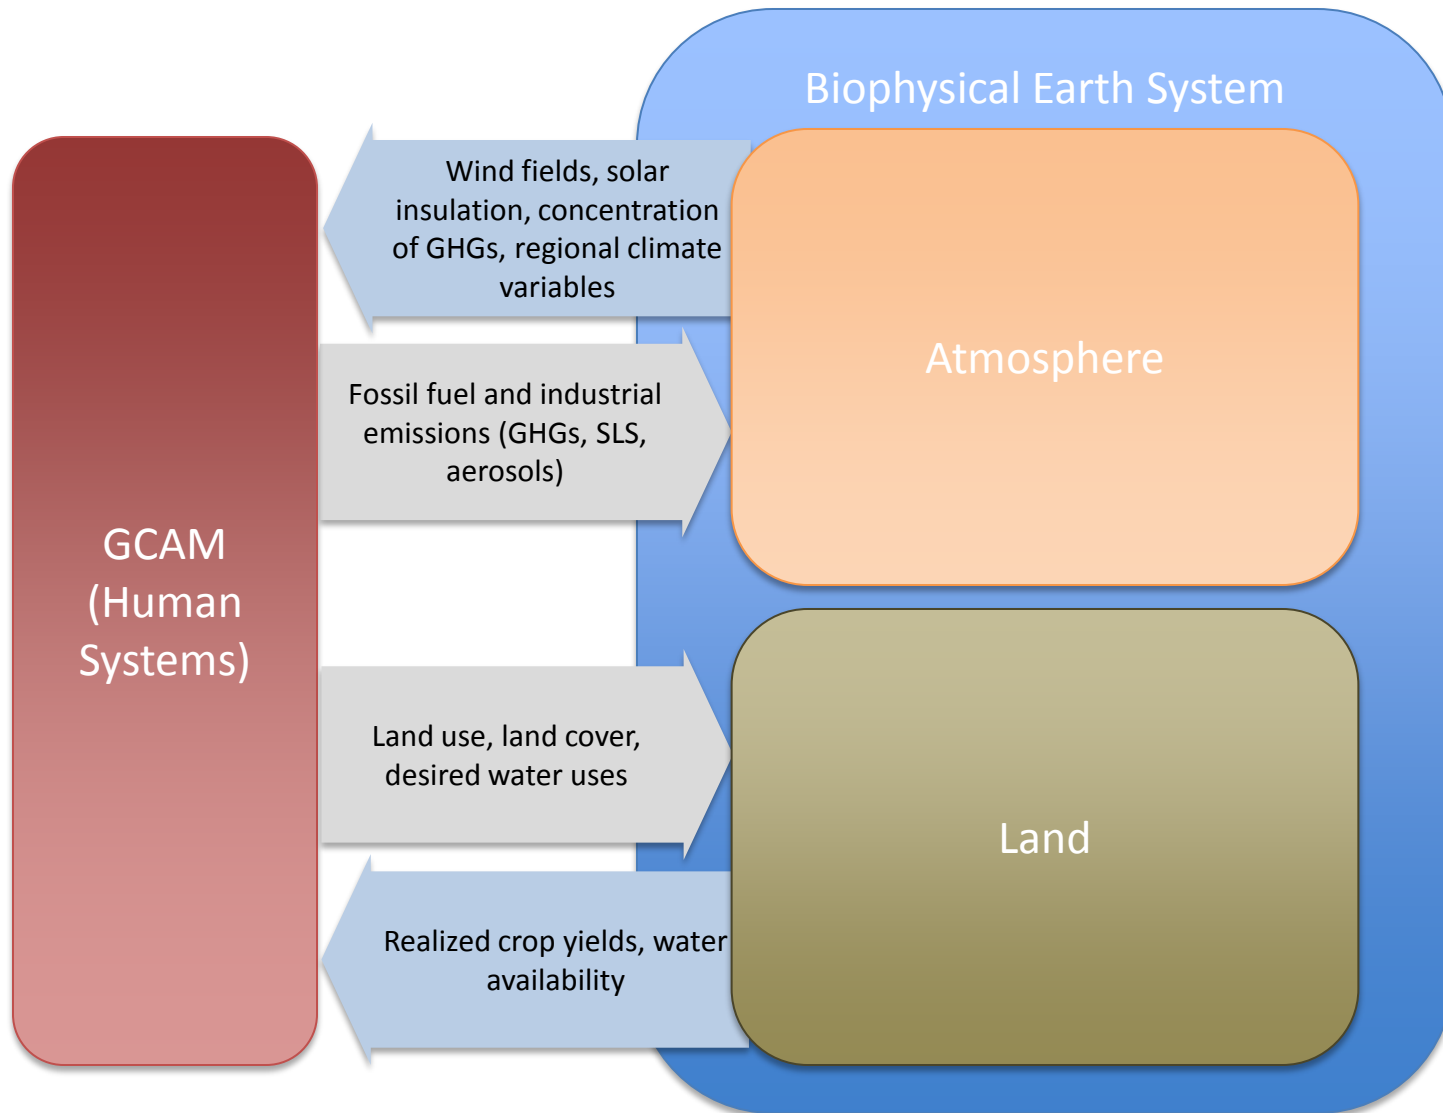 Biophysical Earth System
Wind fields, solar
insulation, concentration
of GHGs, regional climate
variables
Atmosphere
Fossil fuel and industrial
emissions (GHGs, SLS,
aerosols)
GCAM
(Human
Systems)
Land use, land cover,
desired water uses
Land
Realized crop yields, water
availability